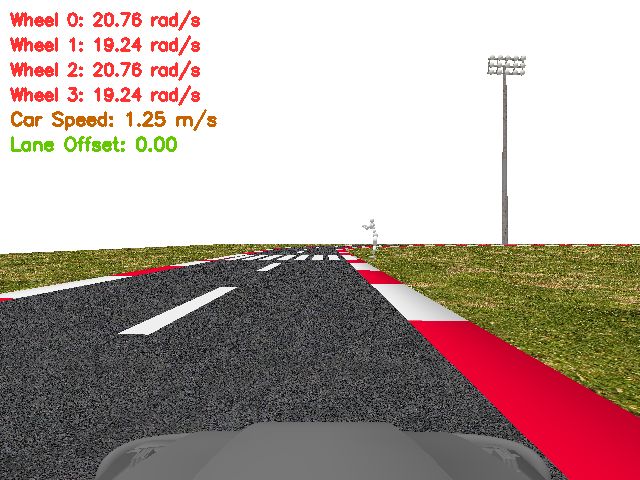 Wheel 0: 20.76 rad/s
Wheel 1: 19.24 rad/s
Wheel 2: 20.76 rad/s
Wheel 3: 19.24 rad/s
Car Speed: 1.25 m/s
Lane Offset: 0.00